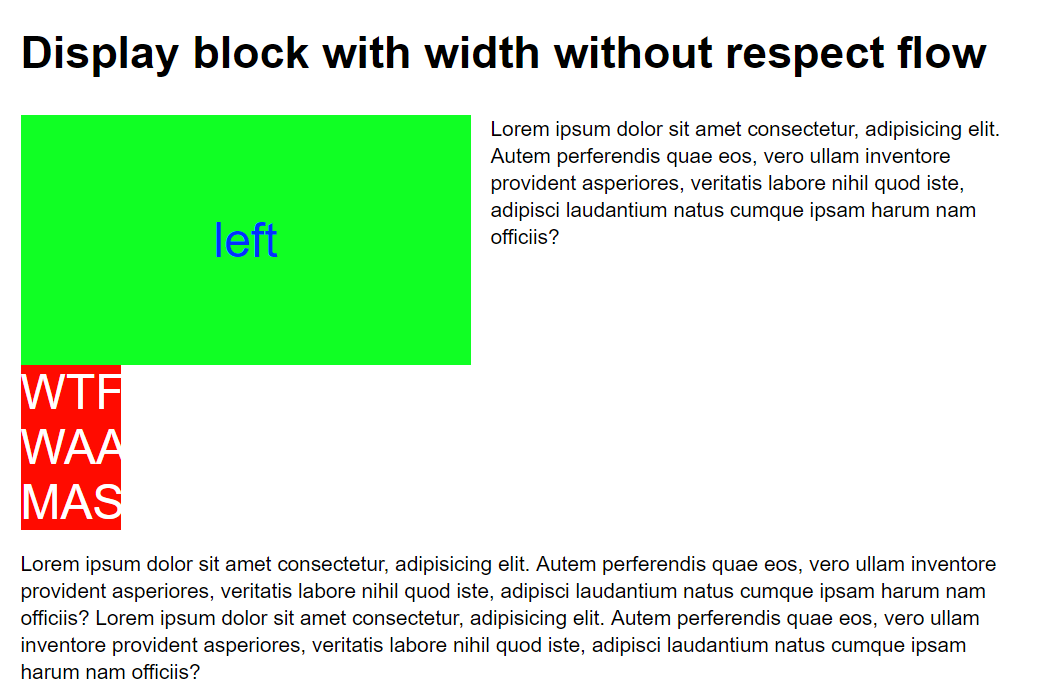 Display block with width without respect flow
left
Lorem ipsum dolor sit amet consectetur, adipisicing elit.
Autem perferendis quae eos, vero ullam inventore
provident asperiores, veritatis labore nihil quod iste,
adipisci laudantium natus cumque ipsam harum nam
officiis?
WTF
WAA
MAS
Lorem ipsum dolor sit amet consectetur, adipisicing elit. Autem perferendis quae eos, vero ullam inventore
provident asperiores, veritatis labore nihil quod iste, adipisci laudantium natus cumque ipsam harum nam
officiis? Lorem ipsum dolor sit amet consectetur, adipisicing elit. Autem perferendis quae eos, vero ullam
inventore provident asperiores, veritatis labore nihil quod iste, adipisci laudantium natus cumque ipsam
harum nam officiis?